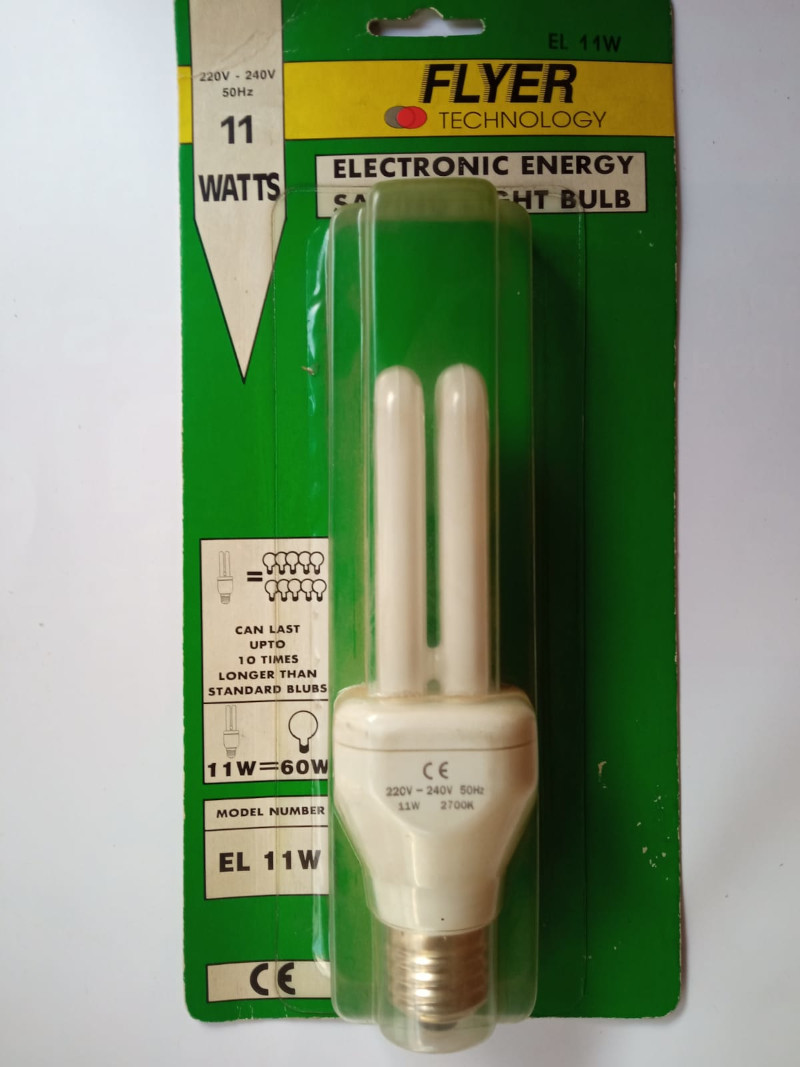 EL 11W
220V - 240V
50Hz
11
WATTS
FLYER
TECHNOLOGY
ELECTRONIC ENERGY
BULB
=
CAN LAST
UPTO
10 TIMES
LONGER THAN
STANDARD BLUBS
11W=60W
MODEL NUMBER
EL 11W
CE
CE
220V - 240V 50Hz
11W 2700K